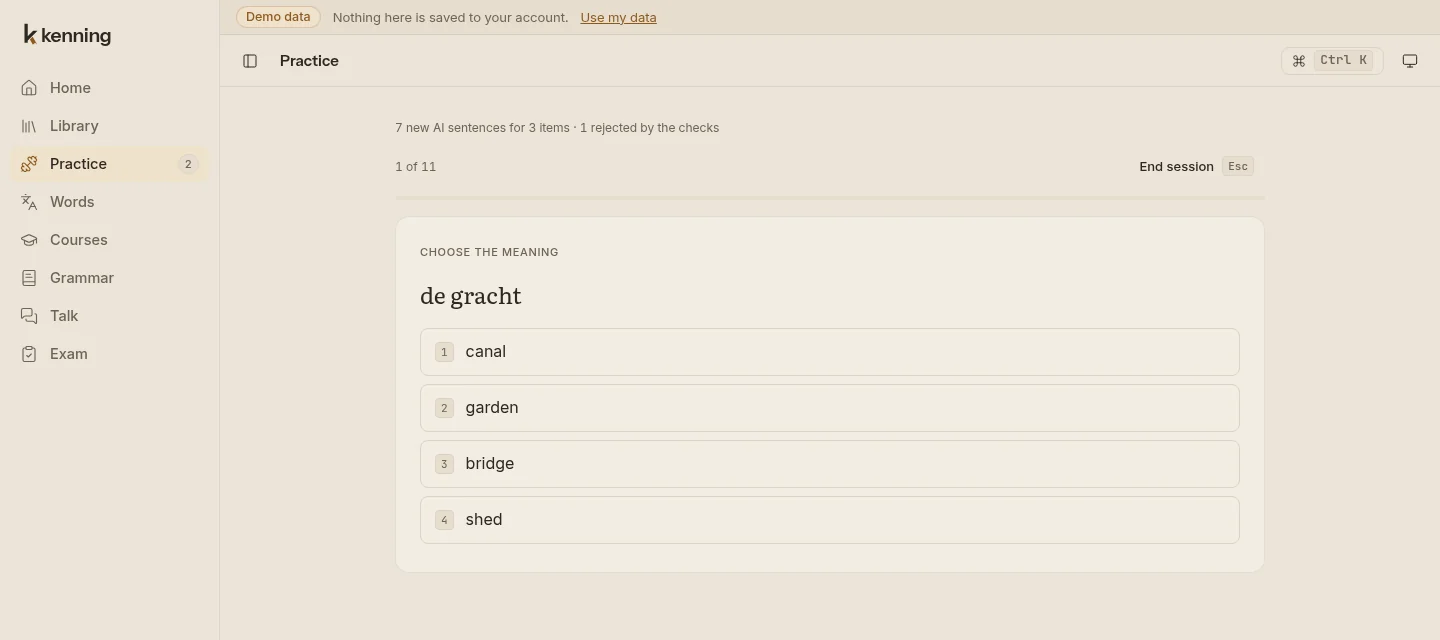 kenning
Home
Library
Practice 2
Words
Courses
Grammar
Talk
Exam
Demo data Nothing here is saved to your account. Use my data
Practice
⌘ Ctrl K
7 new AI sentences for 3 items · 1 rejected by the checks
1 of 11
End session Esc
CHOOSE THE MEANING
de gracht
1 canal
2 garden
3 bridge
4 shed